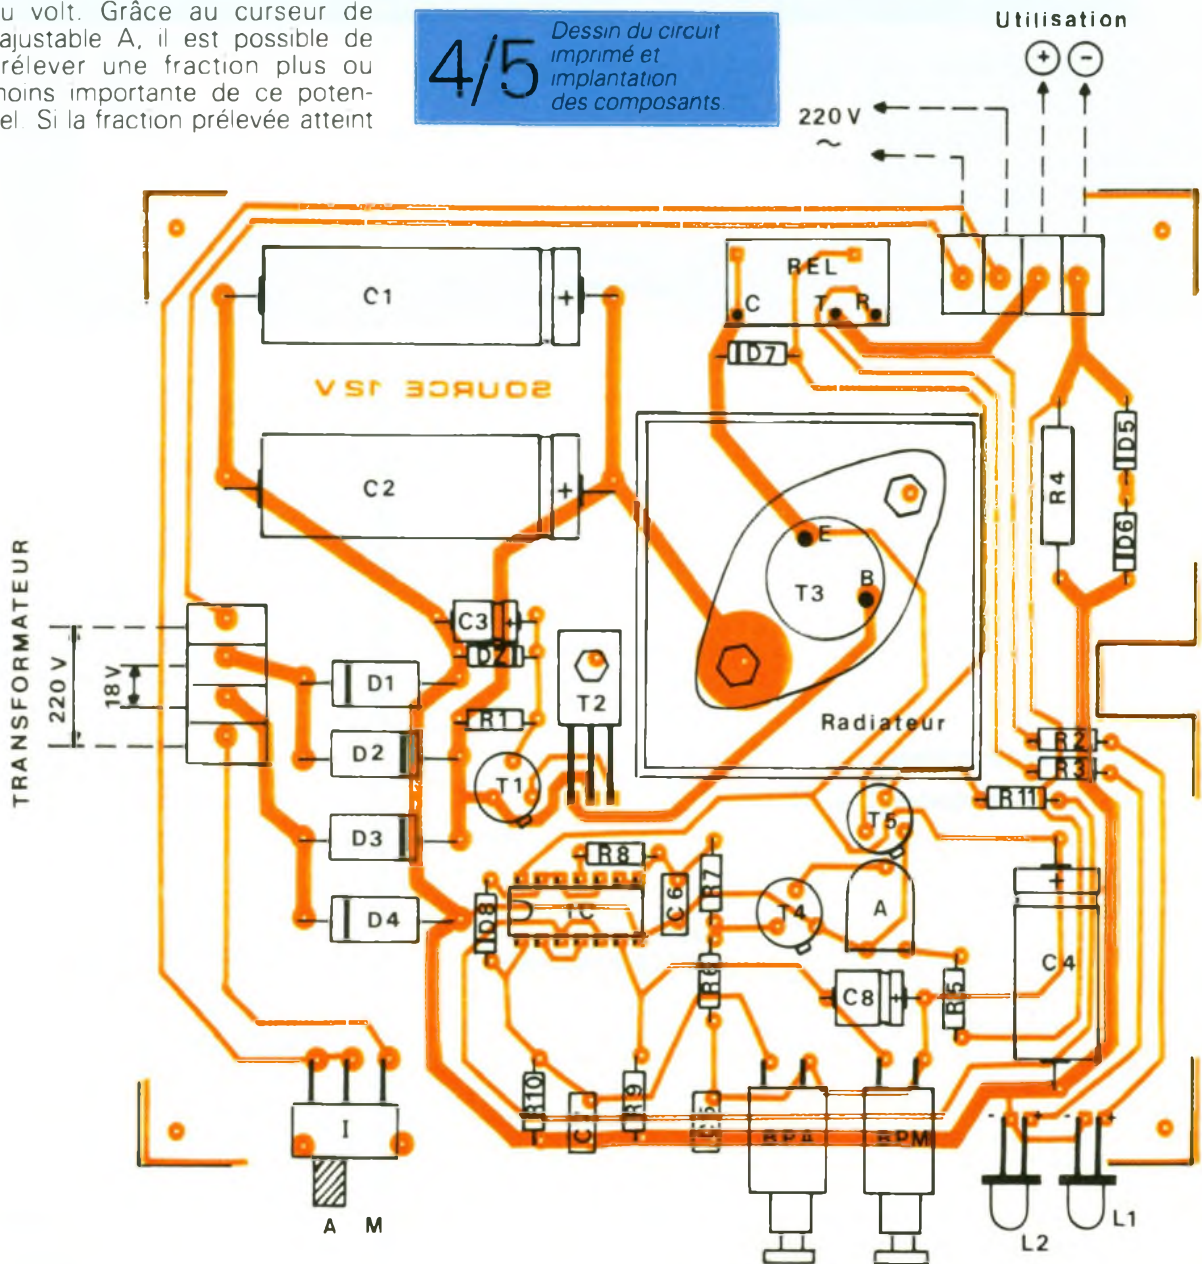 u volt. Grâce au curseur de
ajustable A, il est possible de
rélever une fraction plus ou
noins importante de ce poten-
el. Si la fraction prélevée atteint
4/5
Dessin du circuit
imprimé et
implantation
des composants.
Utilisation
+ −
220 V
~
C1
+
REL
C T R
D7
SOURCE 12V
C2
+
D5
R4
D6
E
B
T3
TRANSFORMATEUR
220 V
18V
C3
+
D1
T2
R1
Radiateur
D2
T1
R2
R3
R11
T5
D3
R8
R7
C6
IC
D8
T4
A
+
D4
C4
R6
C8
+
R5
R10
R9
I
A M
- +
- +
L2
L1